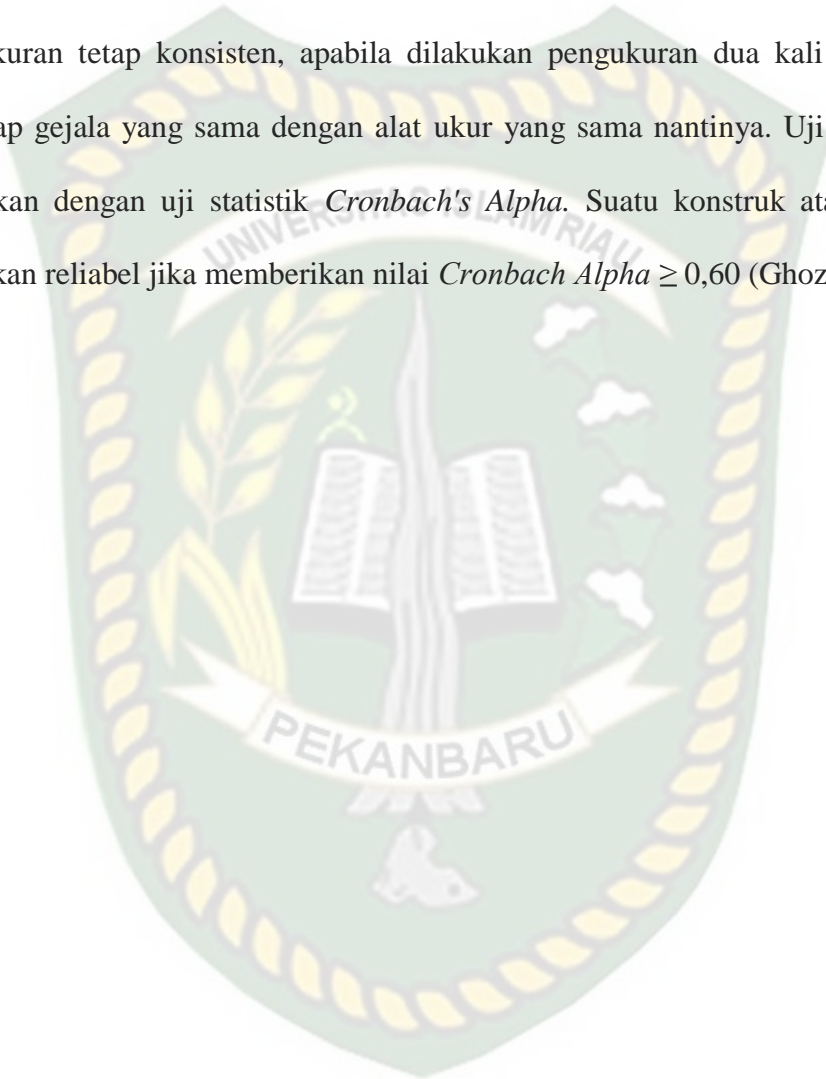 kuran tetap konsisten, apabila dilakukan pengukuran dua kali
ap gejala yang sama dengan alat ukur yang sama nantinya. Uji
kan dengan uji statistik Cronbach's Alpha. Suatu konstruk ata
kan reliabel jika memberikan nilai Cronbach Alpha ≥ 0,60 (Ghoz
UNIVERSITAS ISLAM RIAU
PEKANBARU